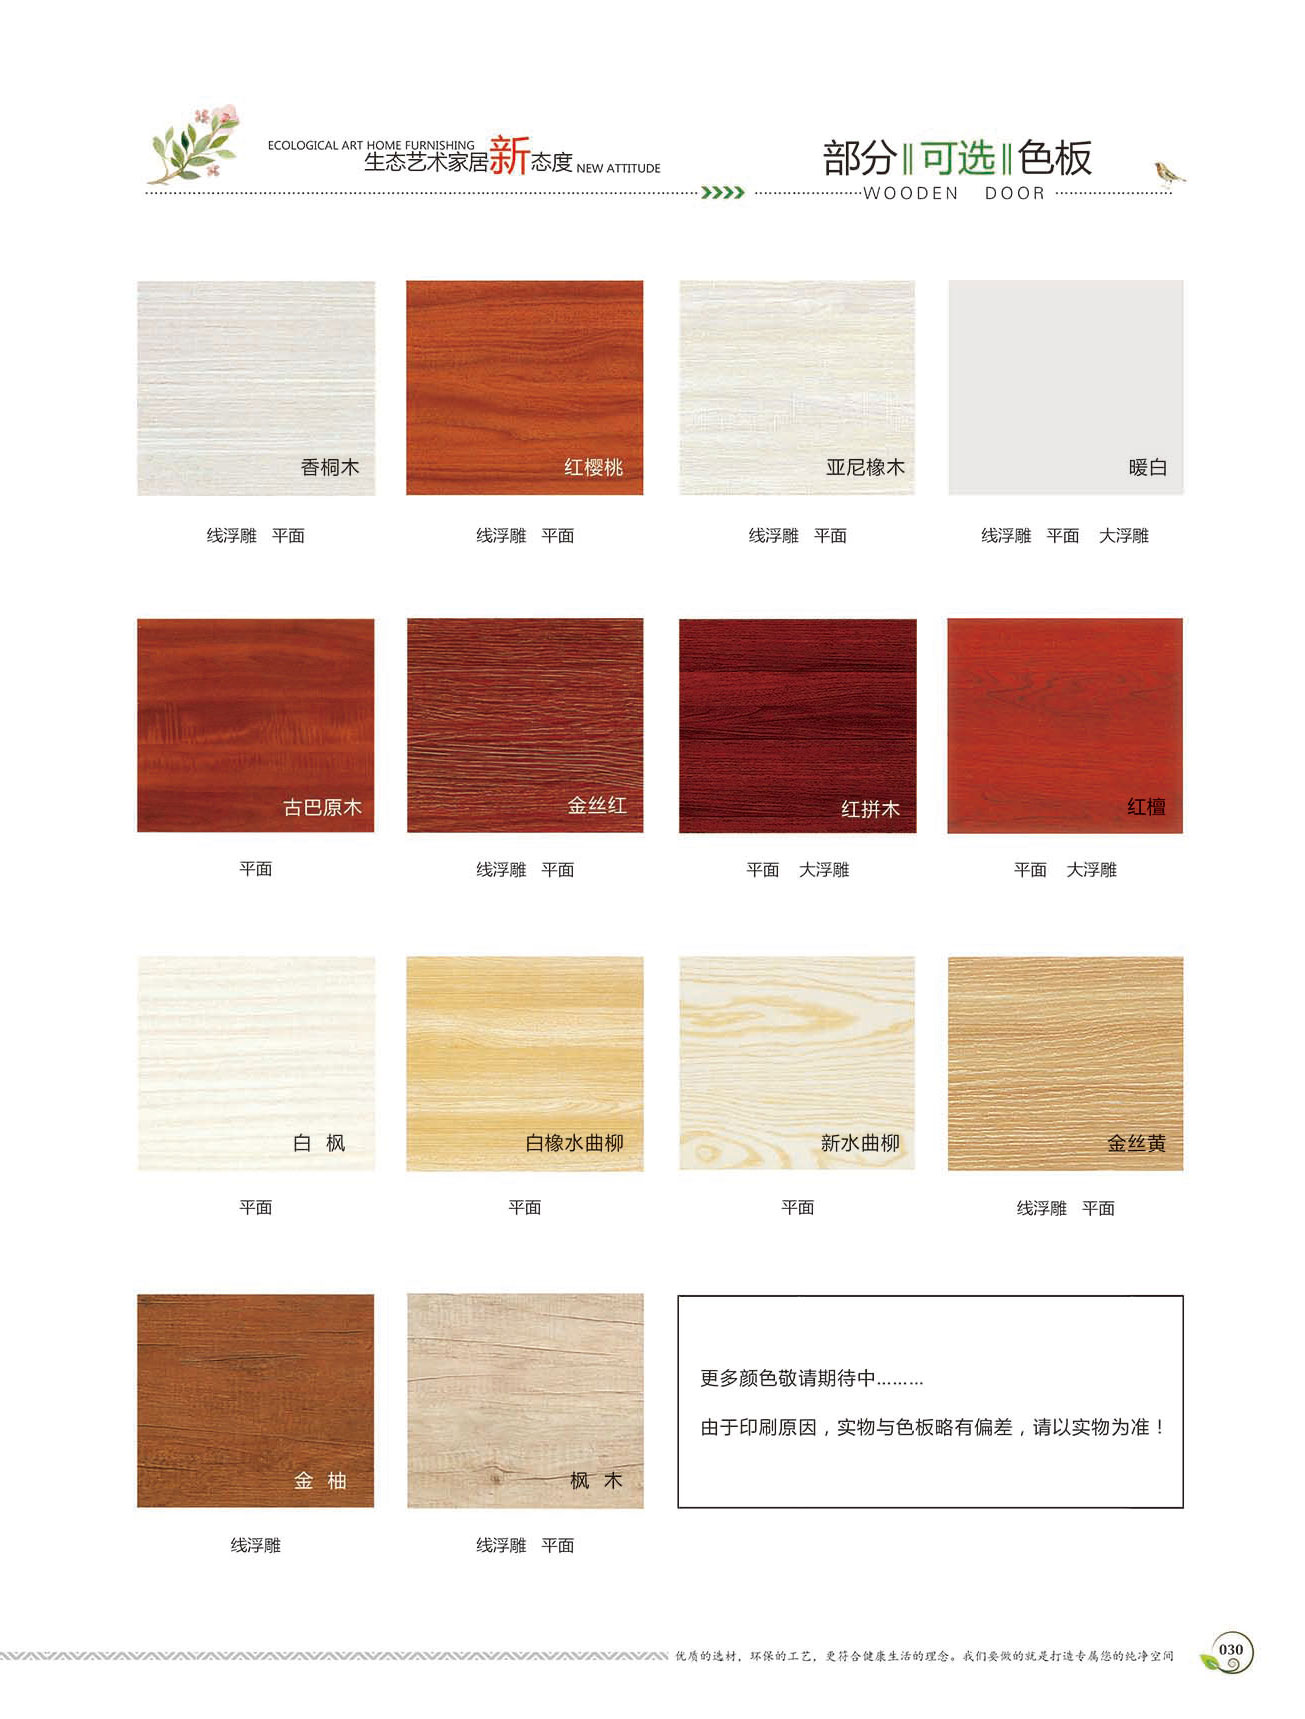 ECOLOGICAL ART HOME FURNISHING
生态艺术家居新态度 NEW ATTITUDE
部分 可选 色板
WOODEN DOOR
香桐木
红樱桃
亚尼橡木
暖白
线浮雕 平面
线浮雕 平面
线浮雕 平面
线浮雕 平面 大浮雕
古巴原木
金丝红
红拼木
红檀
平面
线浮雕 平面
平面 大浮雕
平面 大浮雕
白 枫
白橡水曲柳
新水曲柳
金丝黄
平面
平面
平面
线浮雕 平面
金 柚
枫 木
线浮雕
线浮雕 平面
更多颜色敬请期待中………
由于印刷原因，实物与色板略有偏差，请以实物为准！
优质的选材，环保的工艺，更符合健康生活的理念。我们要做的就是打造专属您的纯净空间
030